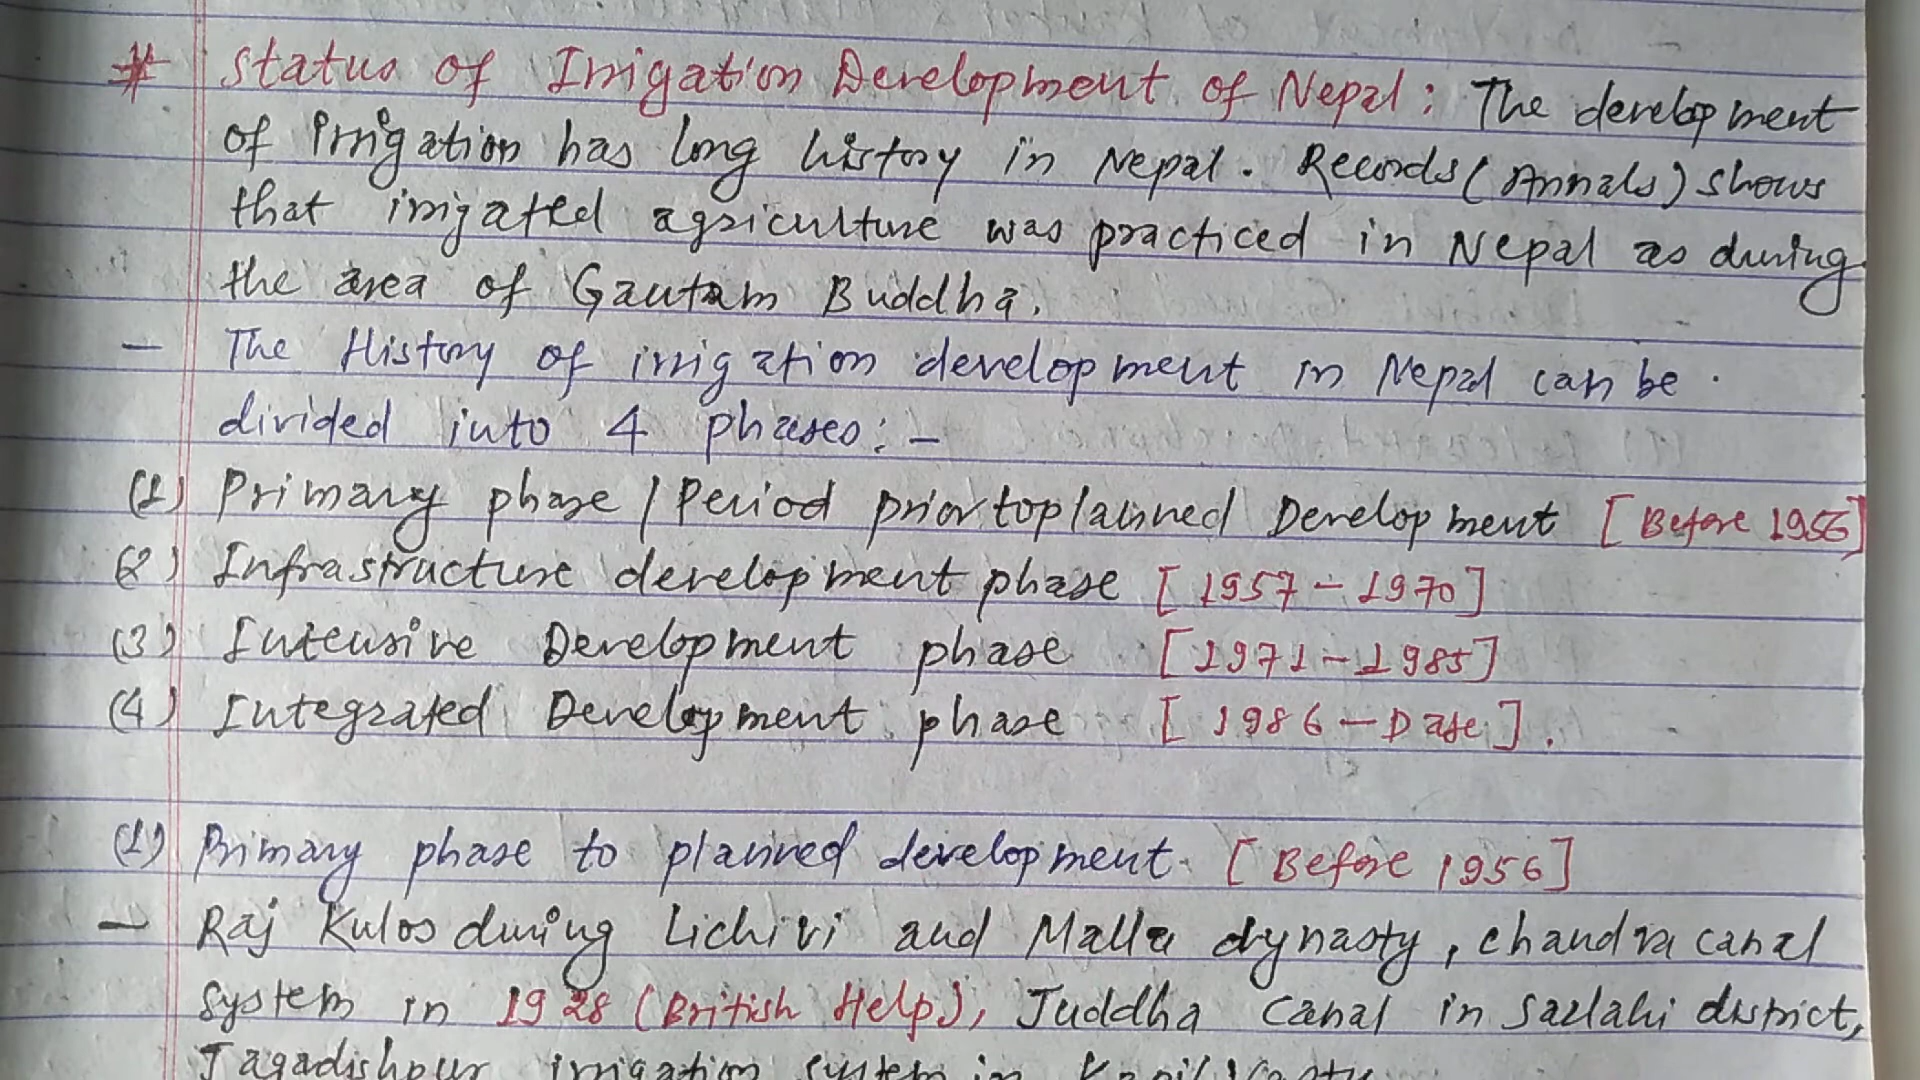 # Status of Irrigation Development of Nepal: The development
of irrigation has long history in Nepal. Records (Annals) shows
that irrigated agriculture was practiced in Nepal as during
the area of Gautam Buddha.
— The History of irrigation development in Nepal can be
divided into 4 phases:-
(1) Primary phase / Period prior to planned Development [Before 1956]
(2) Infrastructure development phase [1957-1970]
(3) Intensive Development phase [1971-1985]
(4) Integrated Development phase [1986-Date].
(1) Primary phase to planned development. [Before 1956]
— Raj Kulos during Lichivi and Malla dynasty, chandra canal
system in 1928 (British Help), Juddha Canal in Sarlahi district,
Jagadishpur irrigation system in